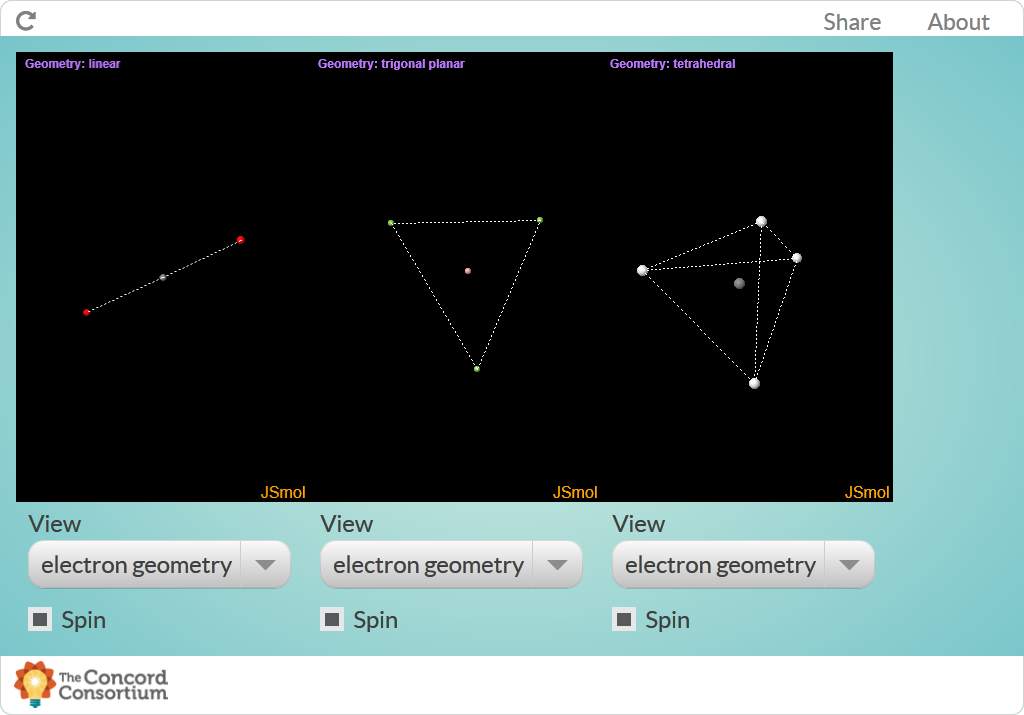 Share About
Geometry: linear Geometry: trigonal planar Geometry: tetrahedral
JSmol JSmol JSmol
View View View
electron geometry electron geometry electron geometry
Spin Spin Spin
The Concord
Consortium